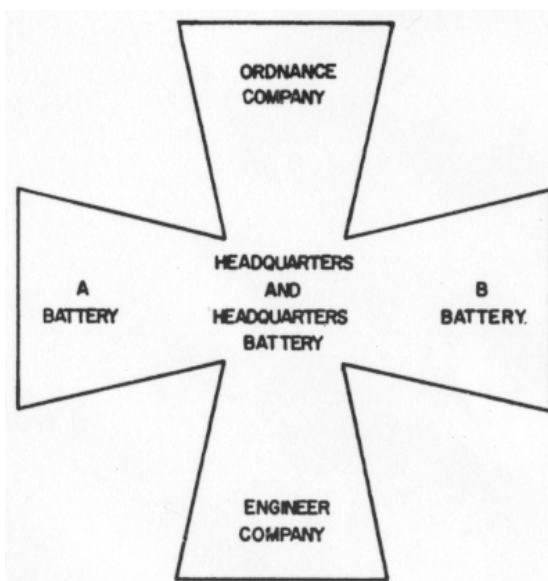 ORDNANCE
COMPANY
A
BATTERY
HEADQUARTERS
AND
HEADQUARTERS
BATTERY
B
BATTERY.
ENGINEER
COMPANY